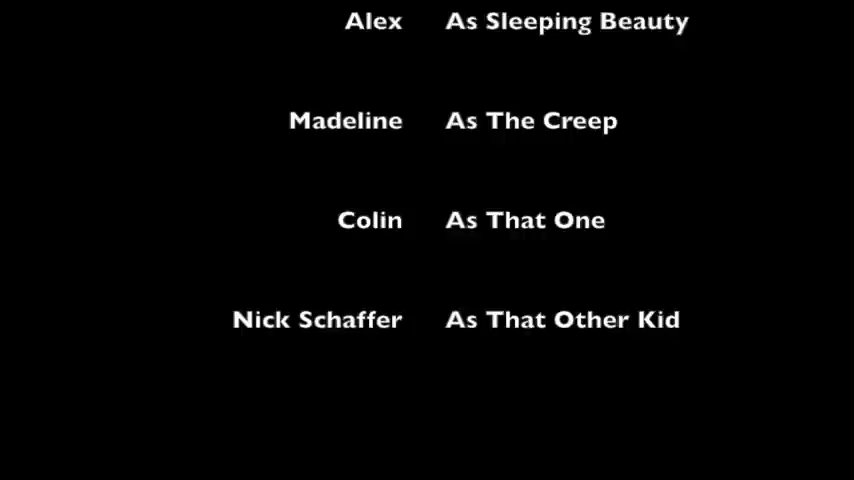 Alex As Sleeping Beauty
Madeline As The Creep
Colin As That One
Nick Schaffer As That Other Kid